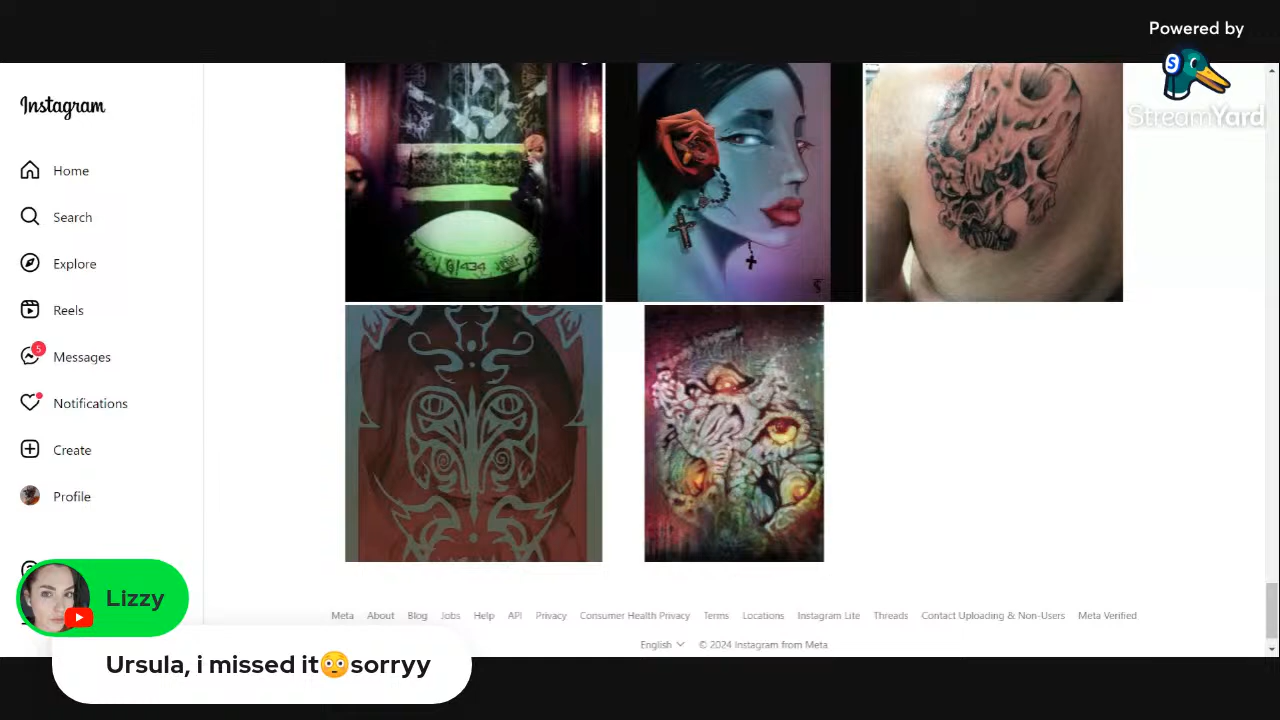 Powered by
StreamYard
Instagram
Home
Search
Explore
Reels
5
Messages
Notifications
Create
Profile
Meta About Blog Jobs Help API Privacy Consumer Health Privacy Terms Locations Instagram Lite Threads Contact Uploading & Non-Users Meta Verified
English © 2024 Instagram from Meta
Lizzy
Ursula, i missed it😳sorryy